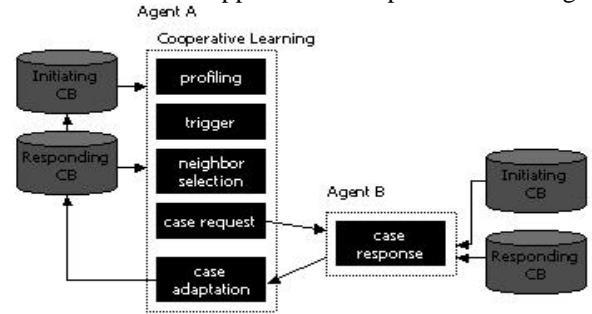 Agent A
Cooperative Learning
Initiating
CB
profiling
trigger
Responding
CB
neighbor
selection
Agent B
Initiating
CB
case request
case
response
Responding
CB
case
adaptation